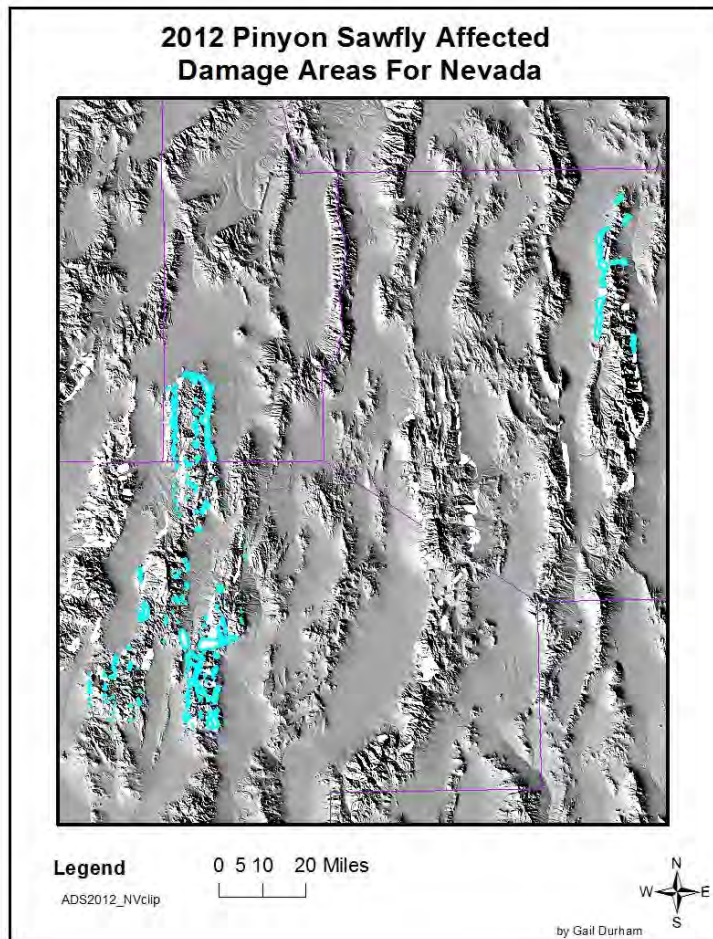 2012 Pinyon Sawfly Affected
Damage Areas For Nevada
Legend
0 5 10 20 Miles
ADS2012_NVclip
N
W E
S
by Gail Durham